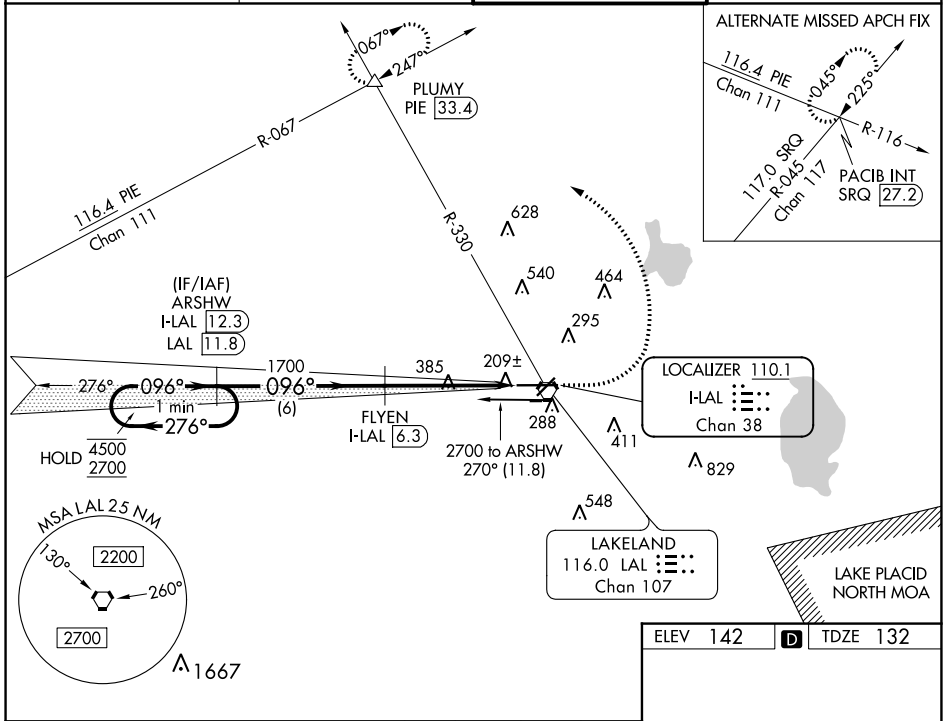 ALTERNATE MISSED APCH FIX
116.4 PIE
Chan 111
045°
225°
R-116
117.0 SRQ
R-045
Chan 117
PACIB INT
SRQ 27.2
067°
247°
PLUMY
PIE 33.4
R-067
116.4 PIE
Chan 111
R-330
628
540
464
295
(IF/IAF)
ARSHW
I-LAL 12.3
LAL 11.8
1700
385
209±
276°
096°
096°
1 min
(6)
276°
FLYEN
I-LAL 6.3
288
2700 to ARSHW
270° (11.8)
HOLD
4500
2700
LOCALIZER 110.1
I-LAL
Chan 38
411
829
548
LAKELAND
116.0 LAL
Chan 107
LAKE PLACID
NORTH MOA
MSA LAL 25 NM
130°
2200
260°
2700
1667
ELEV 142 D TDZE 132